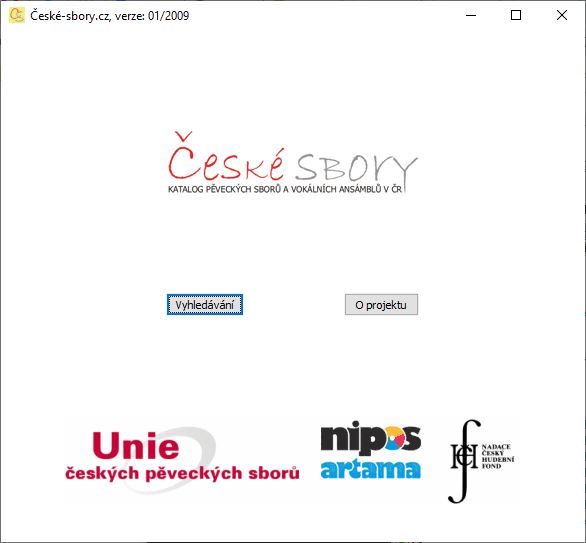 České-sbory.cz, verze: 01/2009
České SBORY
KATALOG PĚVECKÝCH SBORŮ A VOKÁLNÍCH ANSÁMBLŮ V ČR
Vyhledávání
O projektu
Unie
českých pěveckých sborů
nipos
artama
NADACE
ČESKÝ
HUDEBNÍ
FOND